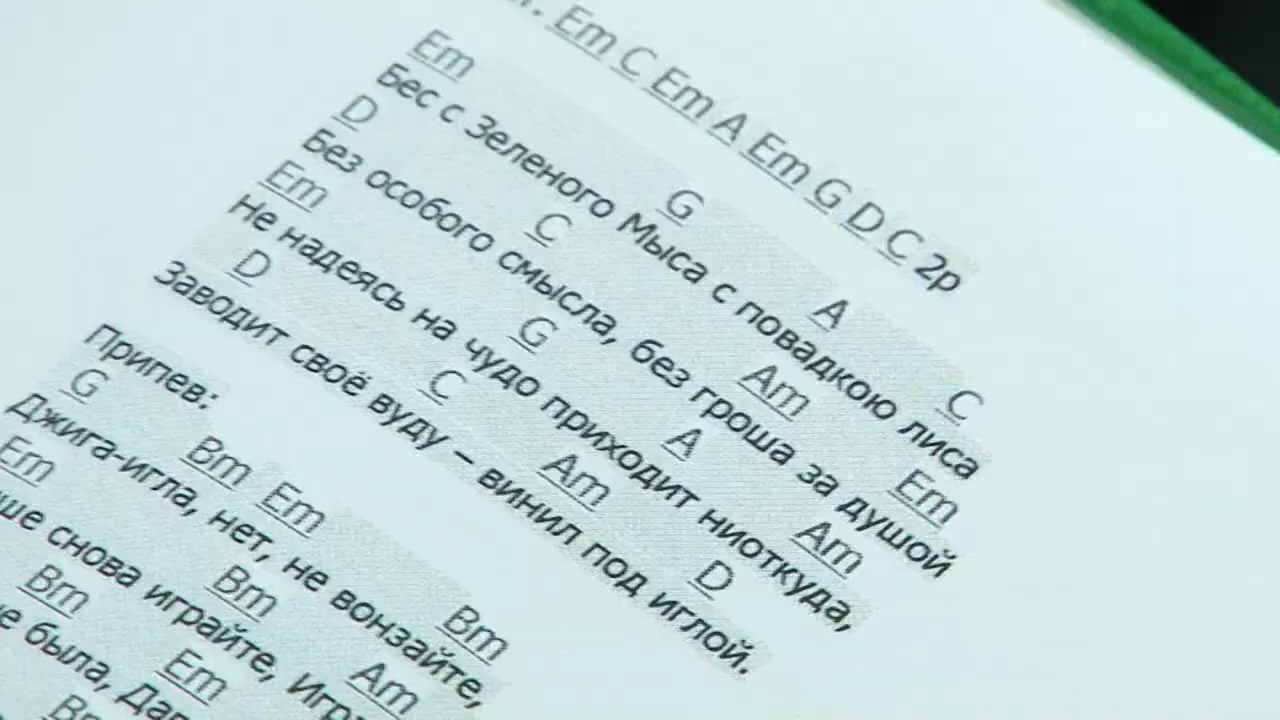 Em C Em A Em G D C 2р
Em G A C
Бес с Зеленого Мыса с повадкою лиса
D C Am Em
Без особого смысла, без гроша за душой
Em G A Am
Не надеясь на чудо приходит ниоткуда,
D C Am D
Заводит своё вуду – винил под иглой.
Припев:
G Bm Em Bm
Джига-игла, нет, не вонзайте,
Em Bm Am
снова играйте,
Bm Em
была,